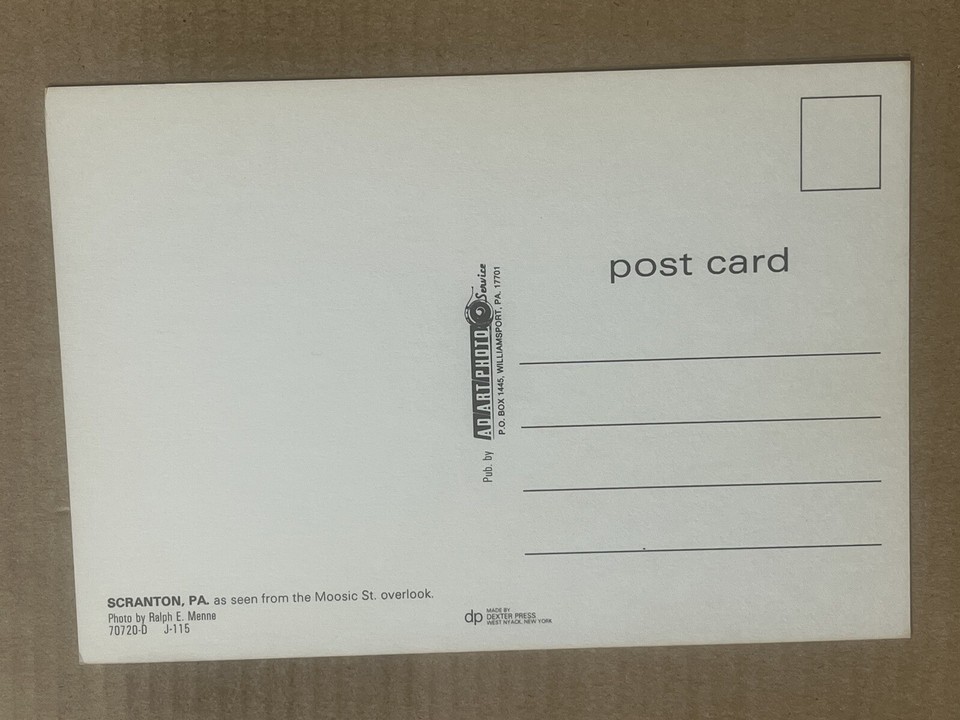 post card
Pub. by AD ART PHOTO Service
P.O. BOX 1445, WILLIAMSPORT, PA. 17701
SCRANTON, PA. as seen from the Moosic St. overlook.
Photo by Ralph E. Menne
70720-D J-115
dp MADE BY
DEXTER PRESS
WEST NYACK, NEW YORK